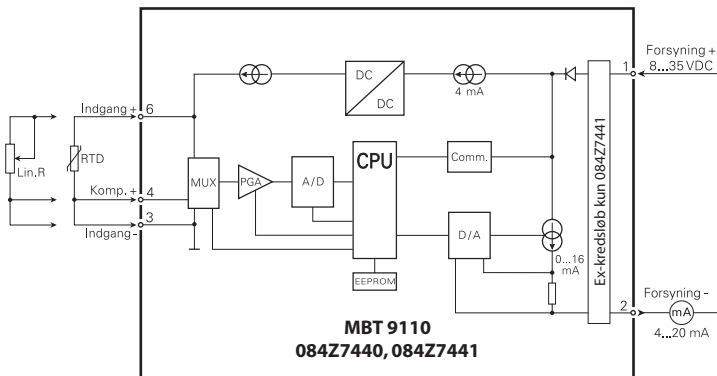 Forsyning +
8...35 VDC
1
DC
DC
4 mA
Indgang +
6
Lin.R
RTD
Komp. +
4
3
Indgang -
MUX
PGA
A/D
CPU
Comm.
D/A
EEPROM
0...16
mA
Ex-kredsløb kun 084Z7441
Forsyning -
2
mA
4...20 mA
MBT 9110
084Z7440, 084Z7441